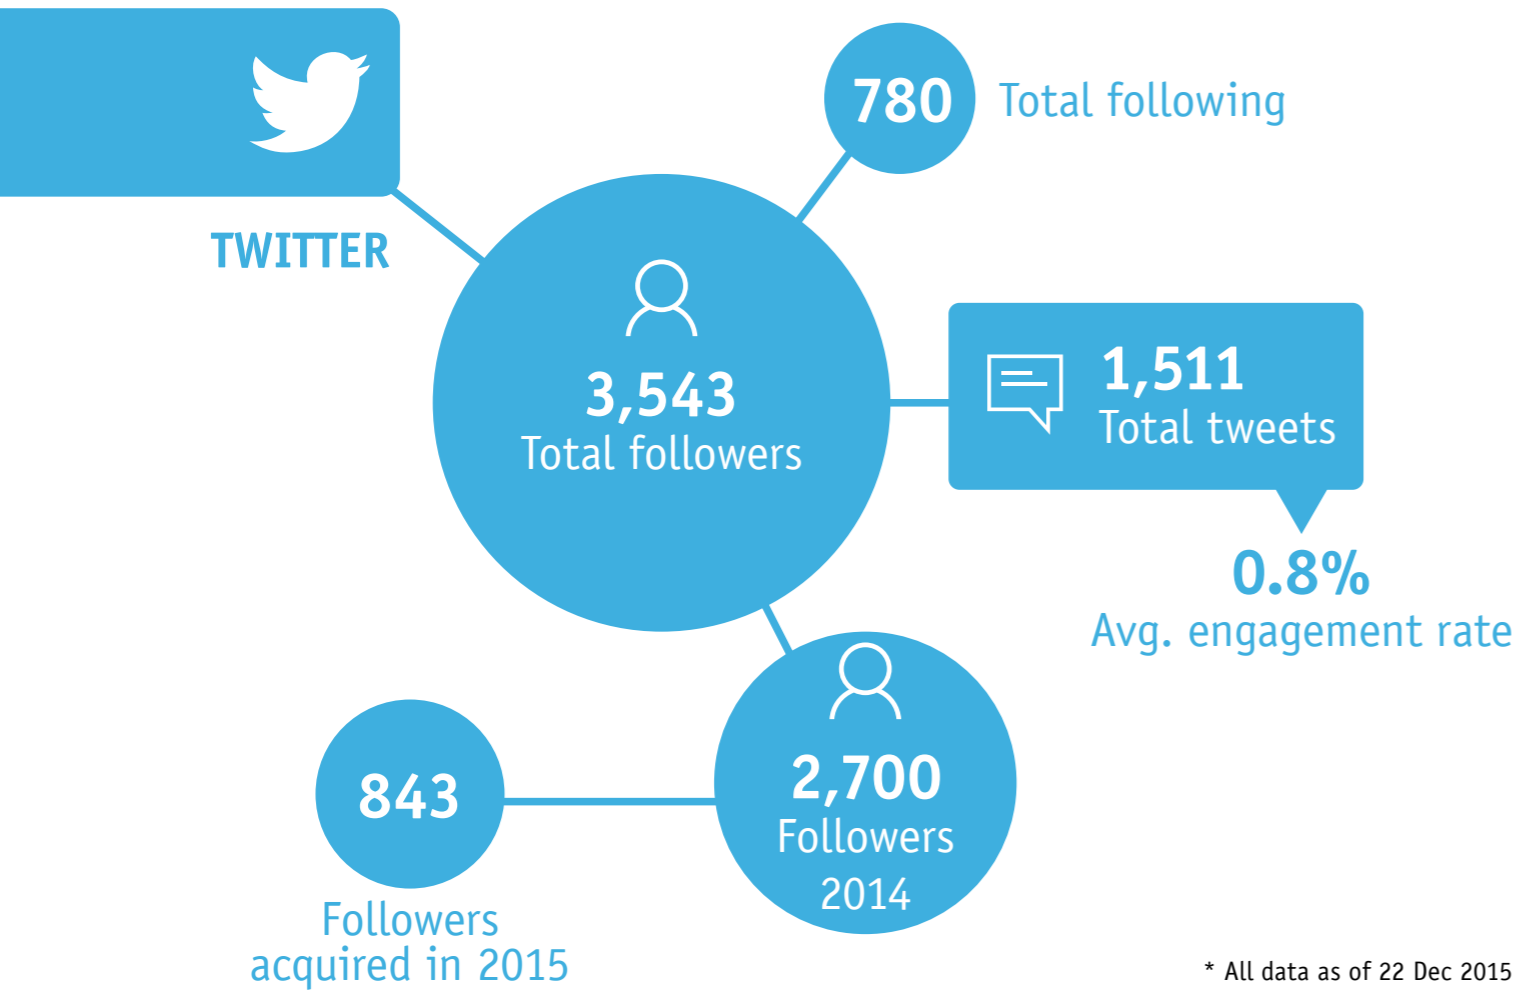 TWITTER
780
Total following
3,543
Total followers
1,511
Total tweets
0.8%
Avg. engagement rate
2,700
Followers
2014
843
Followers
acquired in 2015
* All data as of 22 Dec 2015